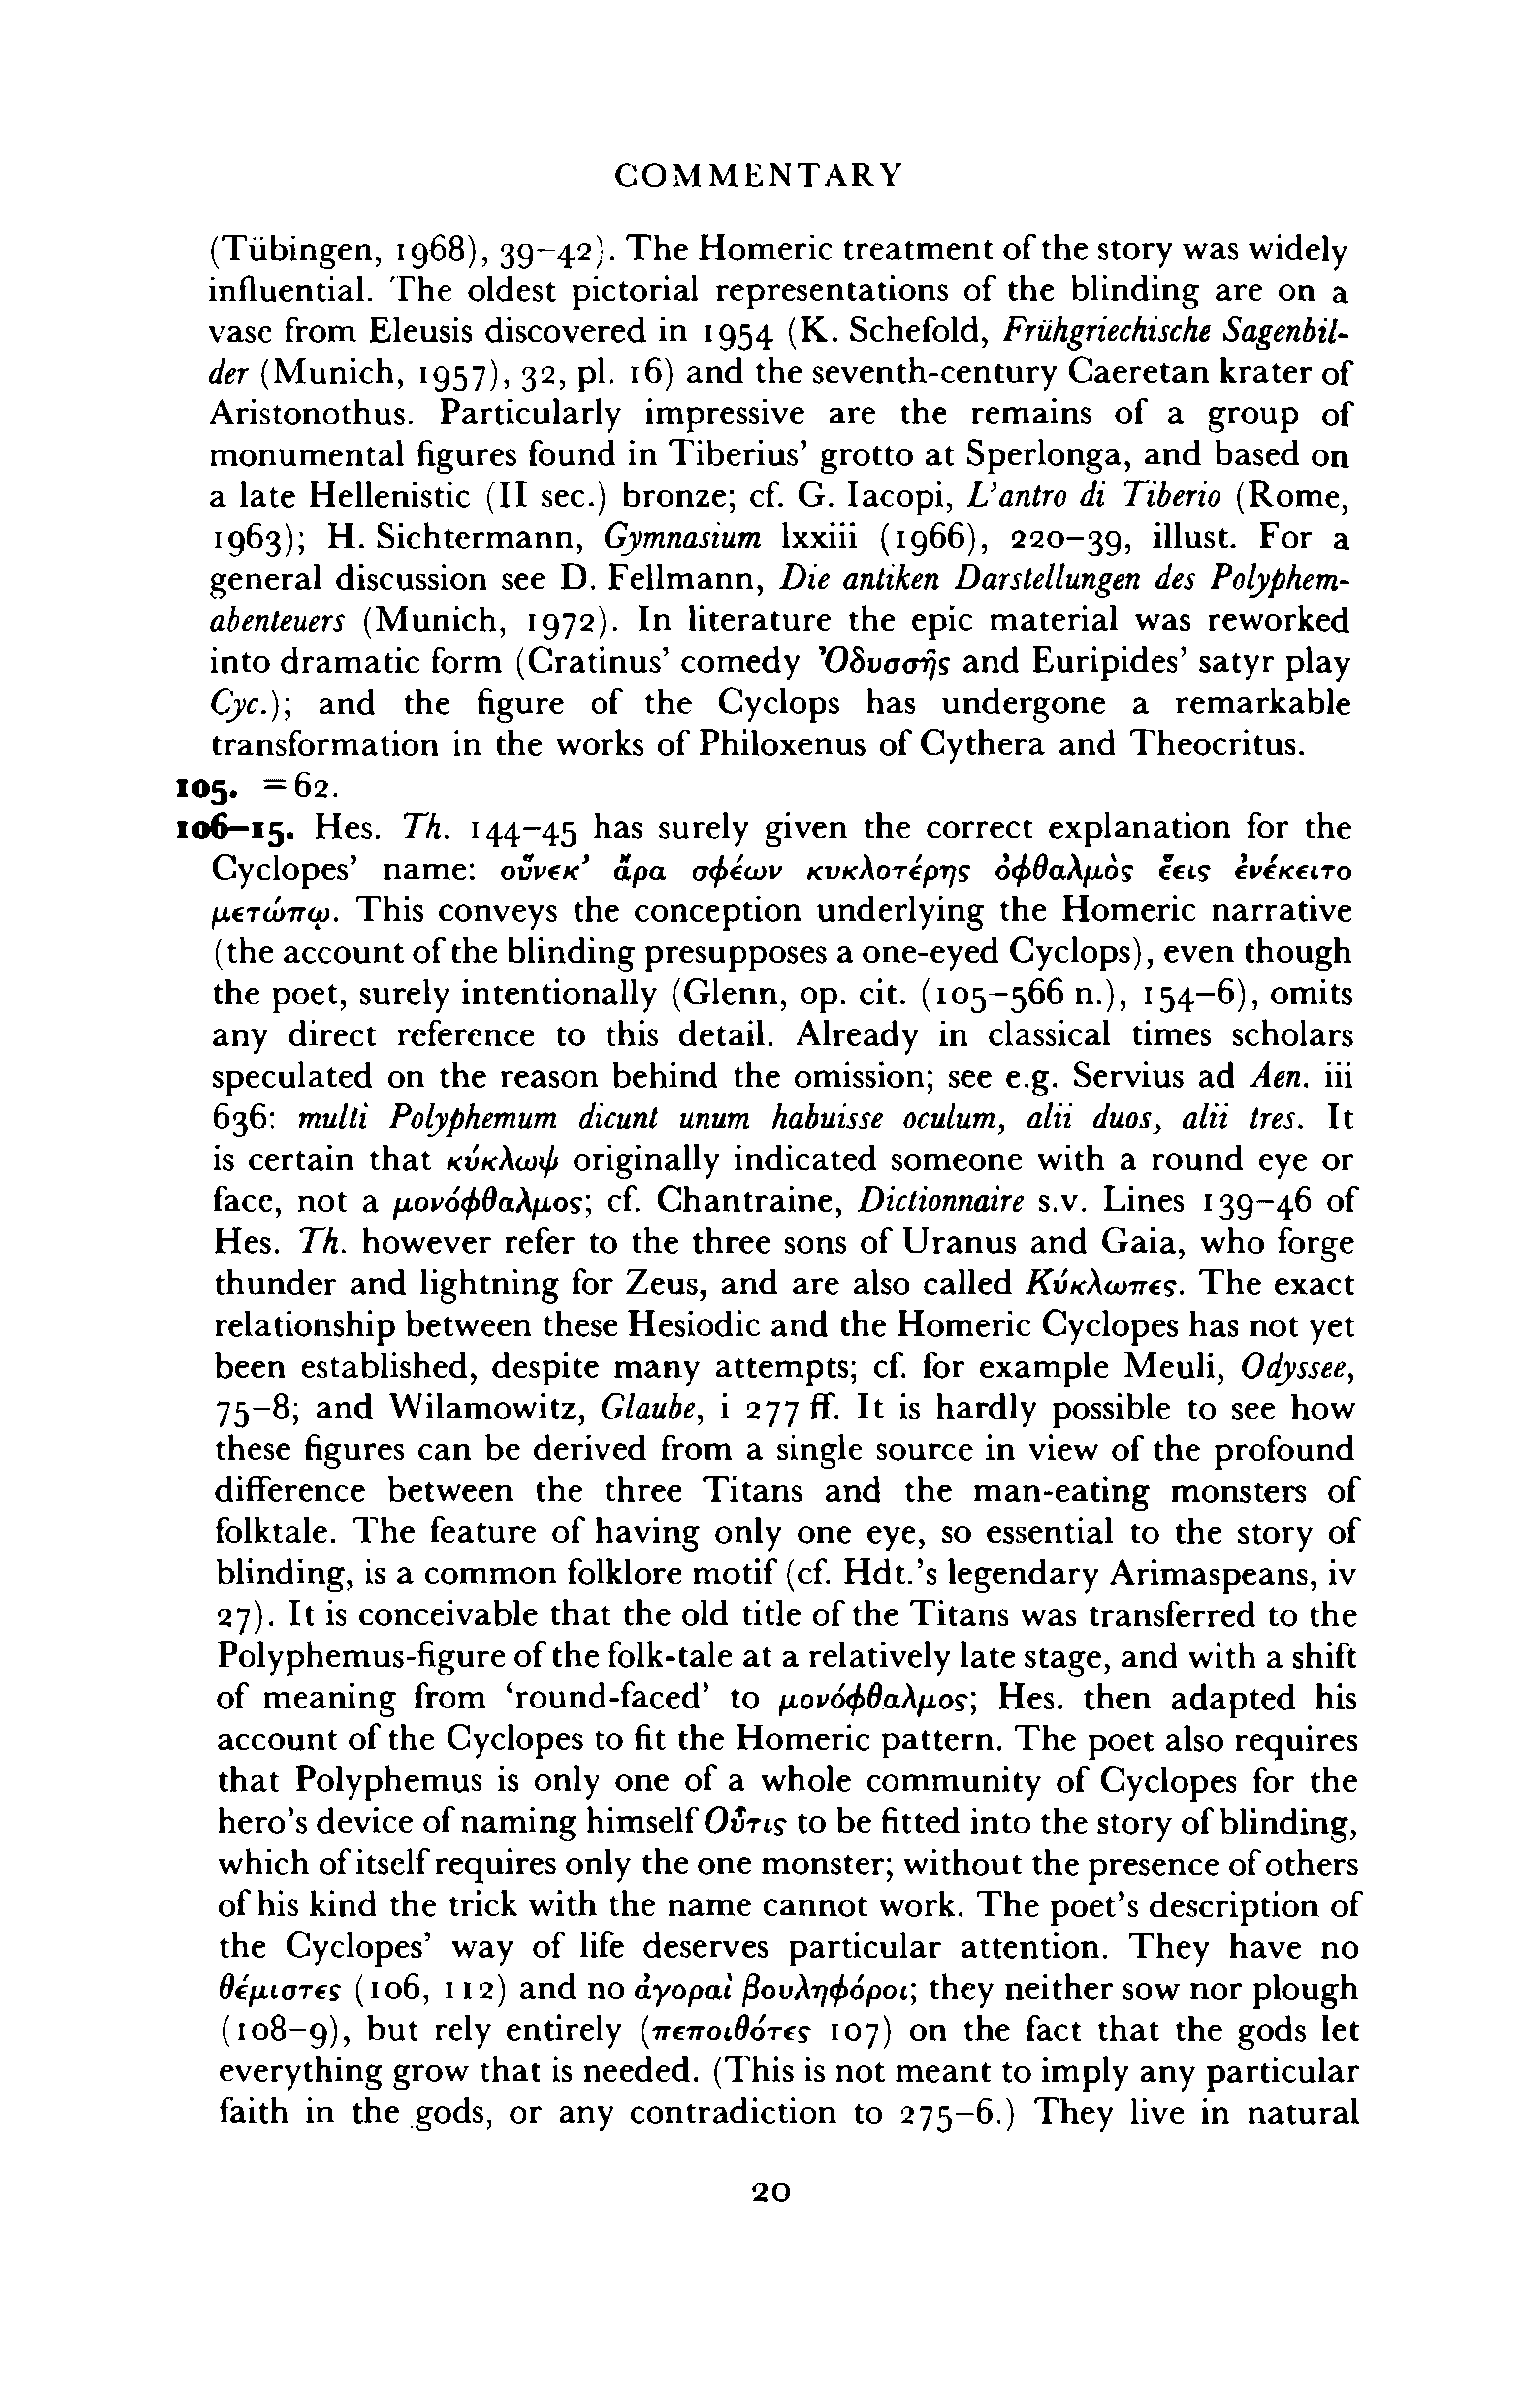 COMMENTARY
(Tübingen, 1968), 39–42). The Homeric treatment of the story was widely
influential. The oldest pictorial representations of the blinding are on a
vase from Eleusis discovered in 1954 (K. Schefold, Frühgriechische Sagenbil-
der (Munich, 1957), 32, pl. 16) and the seventh-century Caeretan krater of
Aristonothus. Particularly impressive are the remains of a group of
monumental figures found in Tiberius’ grotto at Sperlonga, and based on
a late Hellenistic (II sec.) bronze; cf. G. Iacopi, L’antro di Tiberio (Rome,
1963); H. Sichtermann, Gymnasium lxxiii (1966), 220–39, illust. For a
general discussion see D. Fellmann, Die antiken Darstellungen des Polyphem-
abenteuers (Munich, 1972). In literature the epic material was reworked
into dramatic form (Cratinus’ comedy Ὀδυσσῆς and Euripides’ satyr play
Cyc.); and the figure of the Cyclops has undergone a remarkable
transformation in the works of Philoxenus of Cythera and Theocritus.
105. =62.
106–15. Hes. Th. 144–45 has surely given the correct explanation for the
Cyclopes’ name: οὕνεκ’ ἄρα σφέων κυκλοτέρης ὀφθαλμὸς ἕεις ἐνέκειτο
μετώπῳ. This conveys the conception underlying the Homeric narrative
(the account of the blinding presupposes a one-eyed Cyclops), even though
the poet, surely intentionally (Glenn, op. cit. (105–566 n.), 154–6), omits
any direct reference to this detail. Already in classical times scholars
speculated on the reason behind the omission; see e.g. Servius ad Aen. iii
636: multi Polyphemum dicunt unum habuisse oculum, alii duos, alii tres. It
is certain that κύκλωψ originally indicated someone with a round eye or
face, not a μονόφθαλμος; cf. Chantraine, Dictionnaire s.v. Lines 139–46 of
Hes. Th. however refer to the three sons of Uranus and Gaia, who forge
thunder and lightning for Zeus, and are also called Κύκλωπες. The exact
relationship between these Hesiodic and the Homeric Cyclopes has not yet
been established, despite many attempts; cf. for example Meuli, Odyssee,
75–8; and Wilamowitz, Glaube, i 277 ff. It is hardly possible to see how
these figures can be derived from a single source in view of the profound
difference between the three Titans and the man-eating monsters of
folktale. The feature of having only one eye, so essential to the story of
blinding, is a common folklore motif (cf. Hdt.’s legendary Arimaspeans, iv
27). It is conceivable that the old title of the Titans was transferred to the
Polyphemus-figure of the folk-tale at a relatively late stage, and with a shift
of meaning from ‘round-faced’ to μονόφθαλμος; Hes. then adapted his
account of the Cyclopes to fit the Homeric pattern. The poet also requires
that Polyphemus is only one of a whole community of Cyclopes for the
hero’s device of naming himself Οὖτις to be fitted into the story of blinding,
which of itself requires only the one monster; without the presence of others
of his kind the trick with the name cannot work. The poet’s description of
the Cyclopes’ way of life deserves particular attention. They have no
θέμιστες (106, 112) and no ἀγοραὶ βουληφόροι; they neither sow nor plough
(108–9), but rely entirely (πεποιθότες 107) on the fact that the gods let
everything grow that is needed. (This is not meant to imply any particular
faith in the gods, or any contradiction to 275–6.) They live in natural
20